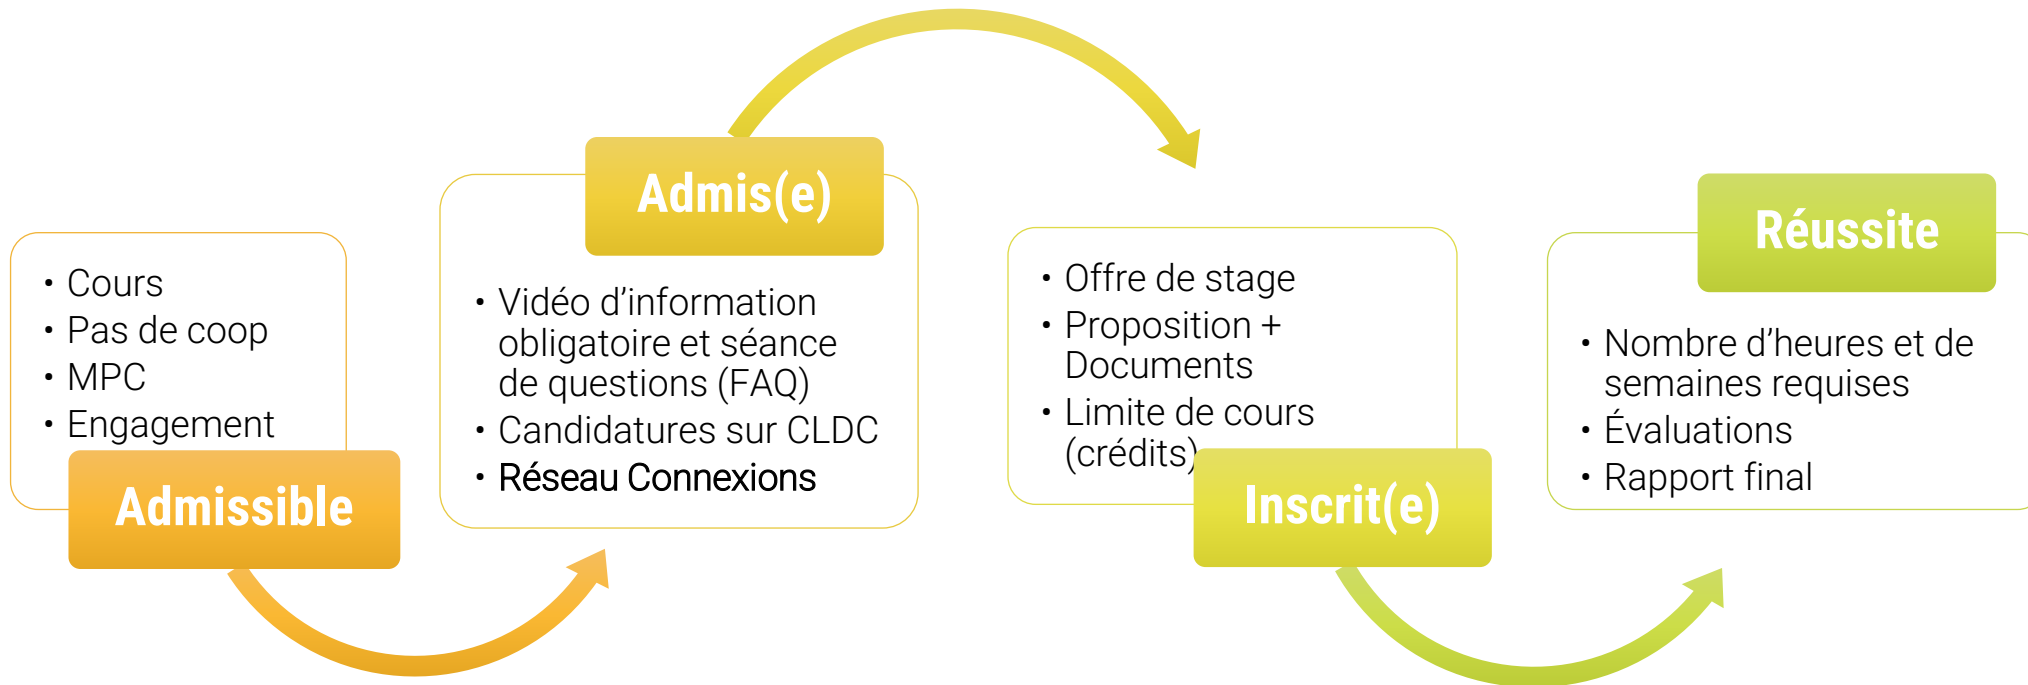 • Cours
• Pas de coop
• MPC
• Engagement
Admissible
Admis(e)
• Vidéo d’information
obligatoire et séance
de questions (FAQ)
• Candidatures sur CLDC
• Réseau Connexions
• Offre de stage
• Proposition +
Documents
• Limite de cours
(crédits)
Inscrit(e)
Réussite
• Nombre d’heures et de
semaines requises
• Évaluations
• Rapport final